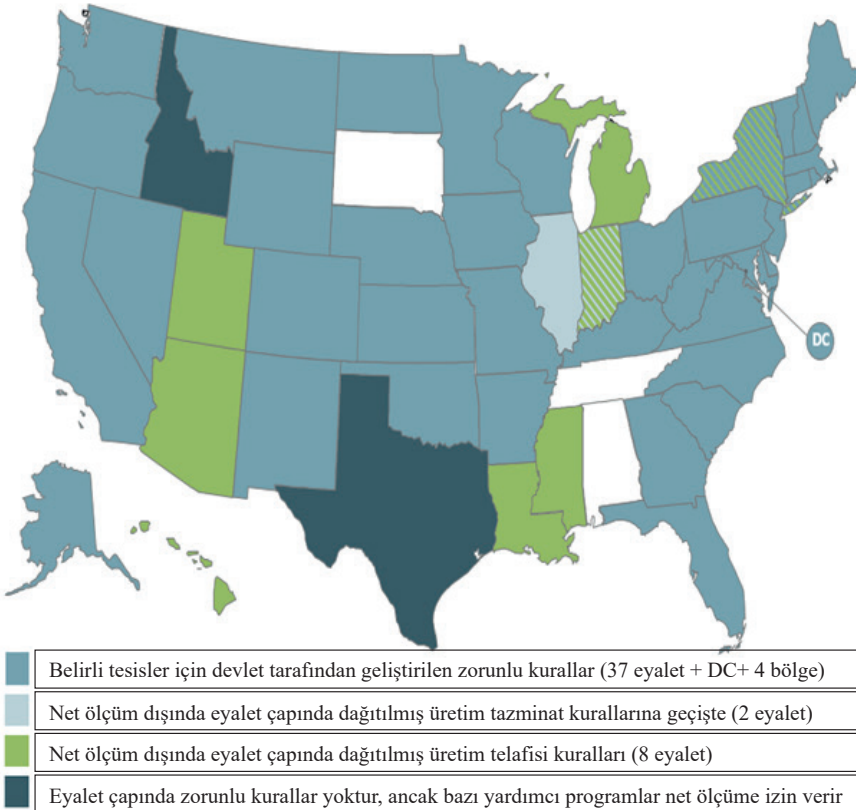 DC
Belirli tesisler için devlet tarafından geliştirilen zorunlu kurallar (37 eyalet + DC+ 4 bölge)
Net ölçüm dışında eyalet çapında dağıtılmış üretim tazminat kurallarına geçişte (2 eyalet)
Net ölçüm dışında eyalet çapında dağıtılmış üretim telafisi kuralları (8 eyalet)
Eyalet çapında zorunlu kurallar yoktur, ancak bazı yardımcı programlar net ölçüme izin verir